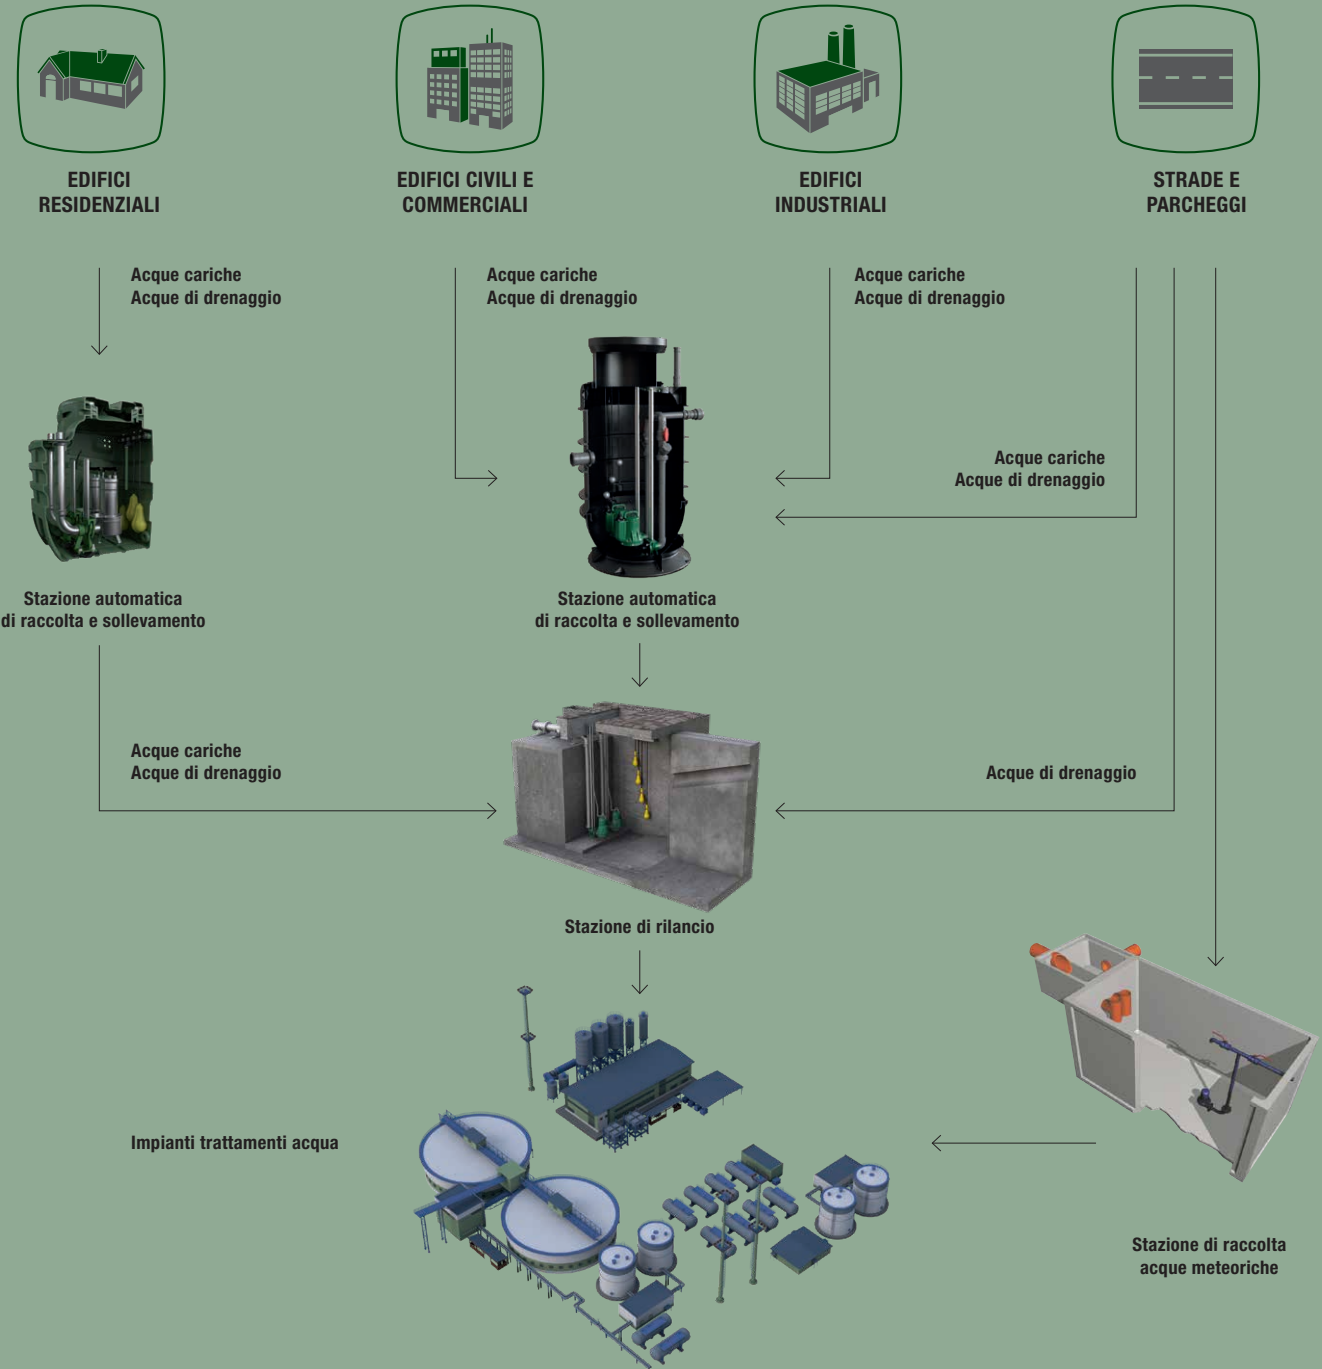 EDIFICI
RESIDENZIALI
EDIFICI CIVILI E
COMMERCIALI
EDIFICI
INDUSTRIALI
STRADE E
PARCHEGGI
Acque cariche
Acque di drenaggio
Acque cariche
Acque di drenaggio
Acque cariche
Acque di drenaggio
Acque cariche
Acque di drenaggio
Stazione automatica
di raccolta e sollevamento
Stazione automatica
di raccolta e sollevamento
Acque cariche
Acque di drenaggio
Acque di drenaggio
Stazione di rilancio
Impianti trattamenti acqua
Stazione di raccolta
acque meteoriche